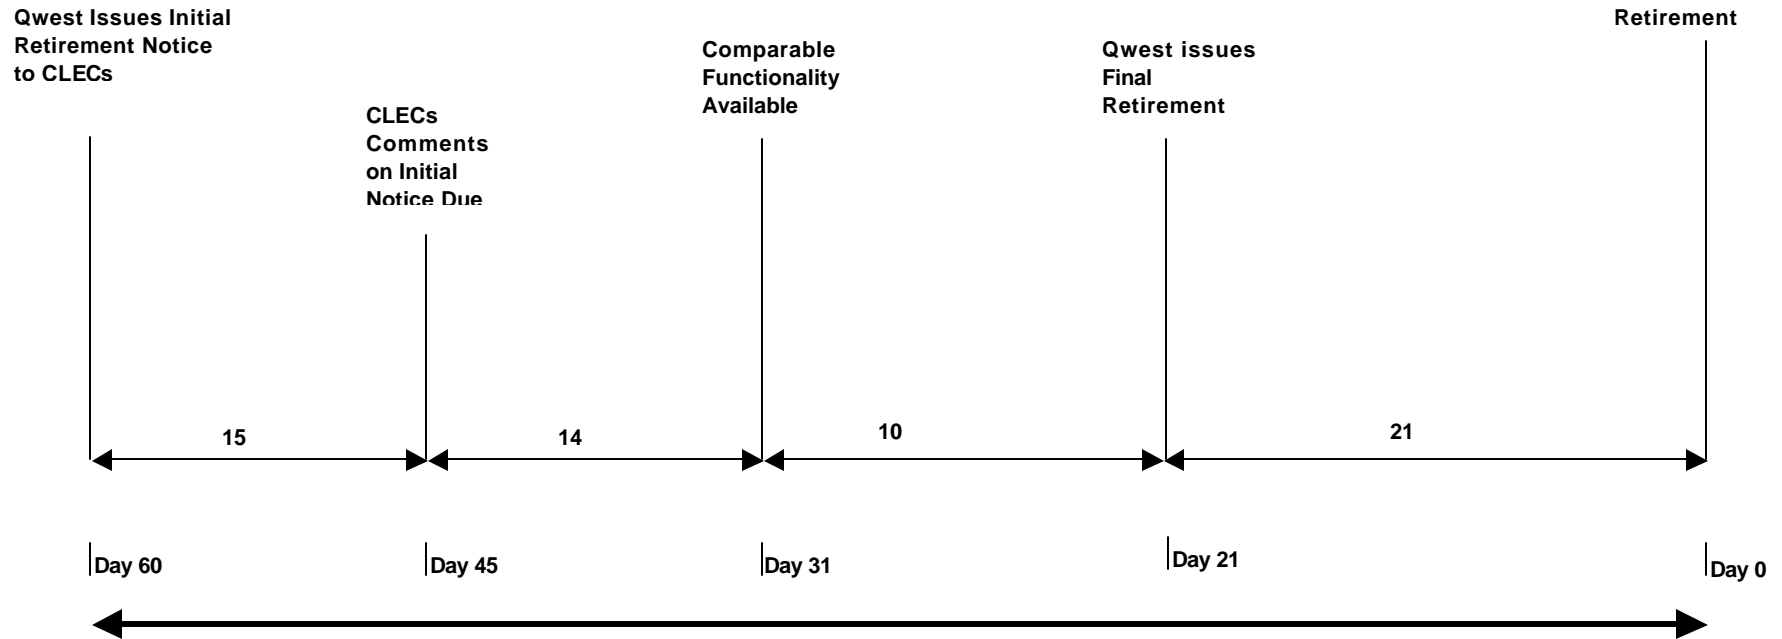 Qwest Issues Initial
Retirement Notice
to CLECs
CLECs
Comments
on Initial
Notice Due
Comparable
Functionality
Available
Qwest issues
Final
Retirement
Retirement
15
14
10
21
Day 60
Day 45
Day 31
Day 21
Day 0